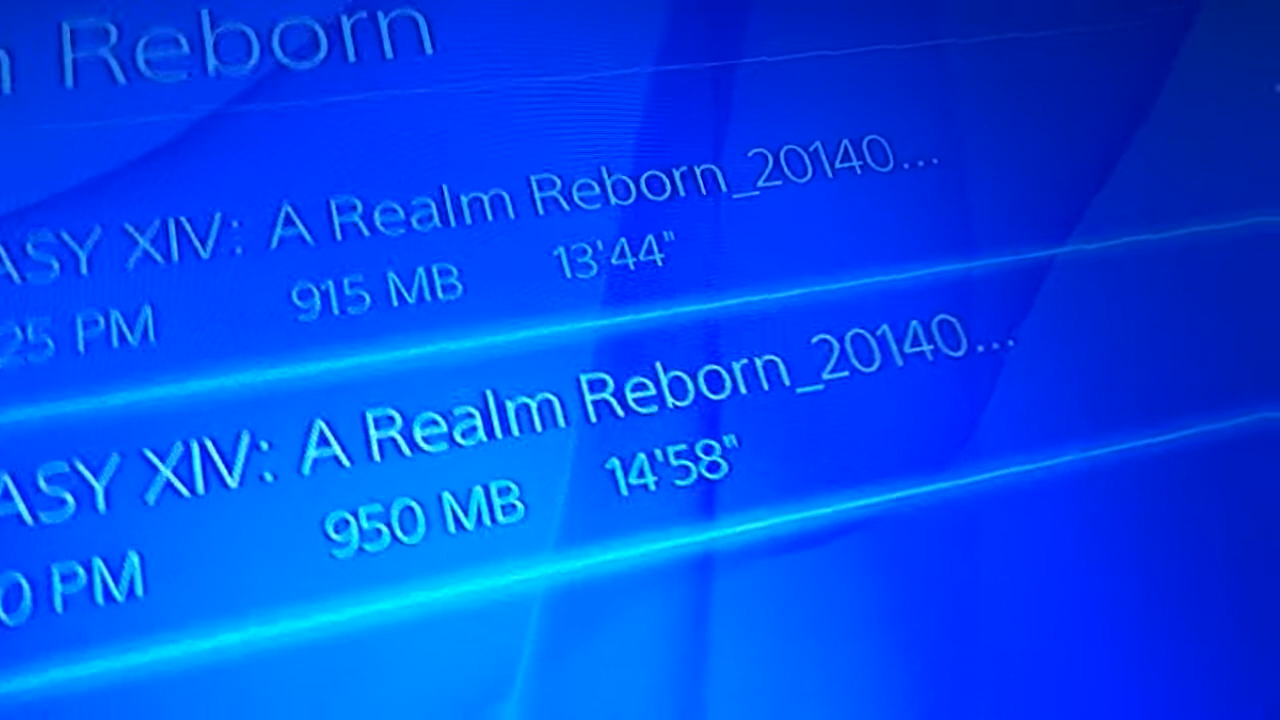 Reborn
ASY XIV: A Realm Reborn_20140...
25 PM 915 MB 13'44"
ASY XIV: A Realm Reborn_20140...
0 PM 950 MB 14'58"